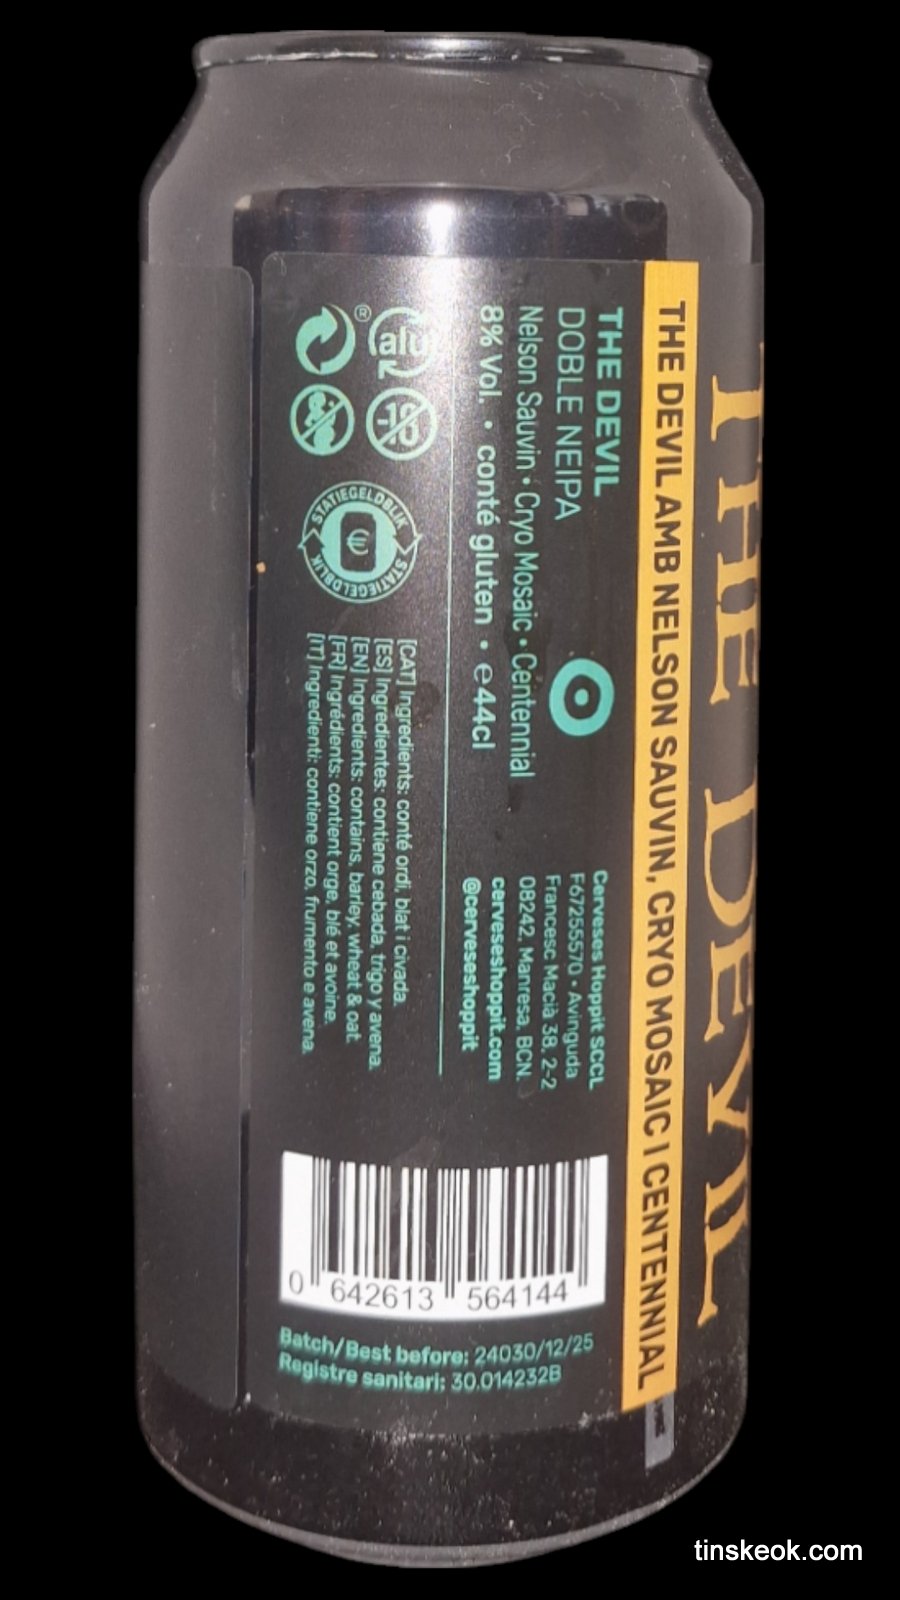 THE DEVIL
THE DEVIL AMB NELSON SAUVIN, CRYO MOSAIC I CENTENNIAL
THE DEVIL
DOBLE NEIPA
Nelson Sauvin • Cryo Mosaic • Centennial
8% Vol. • conté gluten • e44cl
Cerveses Hoppit SCCL
F67255570 • Avinguda
Francesc Macià 38, 2-2
08242, Manresa, BCN.
cerveseshoppit.com
@cerveseshoppit
alu
-18
®
STATIEGELDBLIK
STATIEGELDBLIK
[CAT] Ingredients: conté ordi, blat i civada.
[ES] Ingredientes: contiene cebada, trigo y avena.
[EN] Ingredients: contains, barley, wheat & oat.
[FR] Ingrédients: contient orge, blé et avoine.
[IT] Ingredienti: contiene orzo, frumento e avena.
0 642613 564144
Batch/Best before: 24030/12/25
Registre sanitari: 30.014232B
tinskeok.com